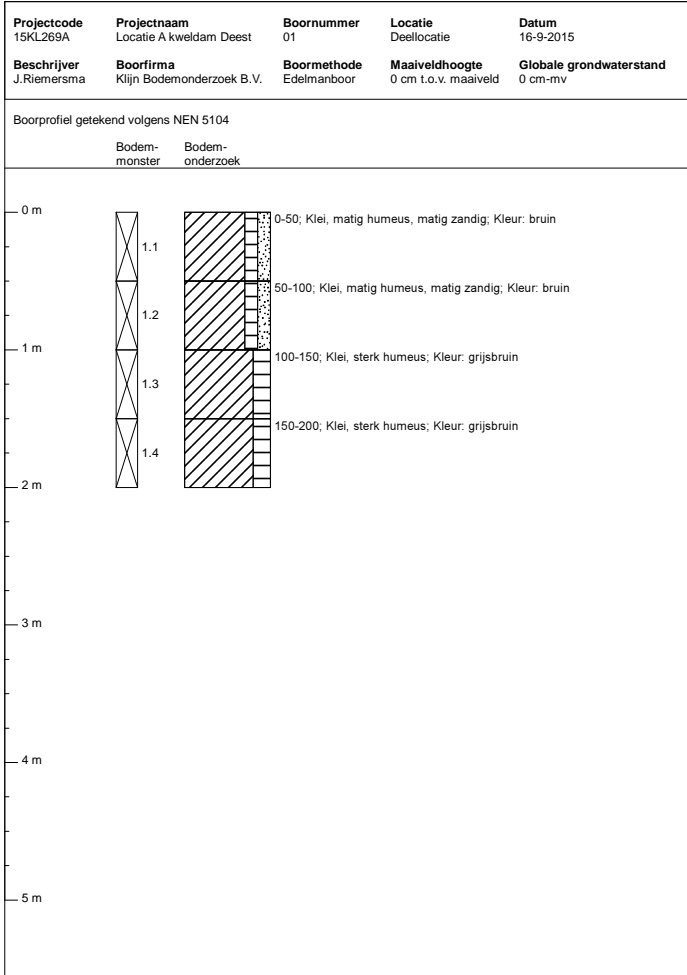 Projectcode Projectnaam Boornummer Locatie Datum
15KL269A Locatie A kweldam Deest 01 Deellocatie 16-9-2015
Beschrijver Boorfirma Boormethode Maaiveldhoogte Globale grondwaterstand
J.Riemersma Klijn Bodemonderzoek B.V. Edelmanboor 0 cm t.o.v. maaiveld 0 cm-mv
Boorprofiel getekend volgens NEN 5104
Bodem- Bodem-
monster onderzoek
0 m
0-50; Klei, matig humeus, matig zandig; Kleur: bruin
1.1
50-100; Klei, matig humeus, matig zandig; Kleur: bruin
1.2
1 m
100-150; Klei, sterk humeus; Kleur: grijsbruin
1.3
150-200; Klei, sterk humeus; Kleur: grijsbruin
1.4
2 m
3 m
4 m
5 m